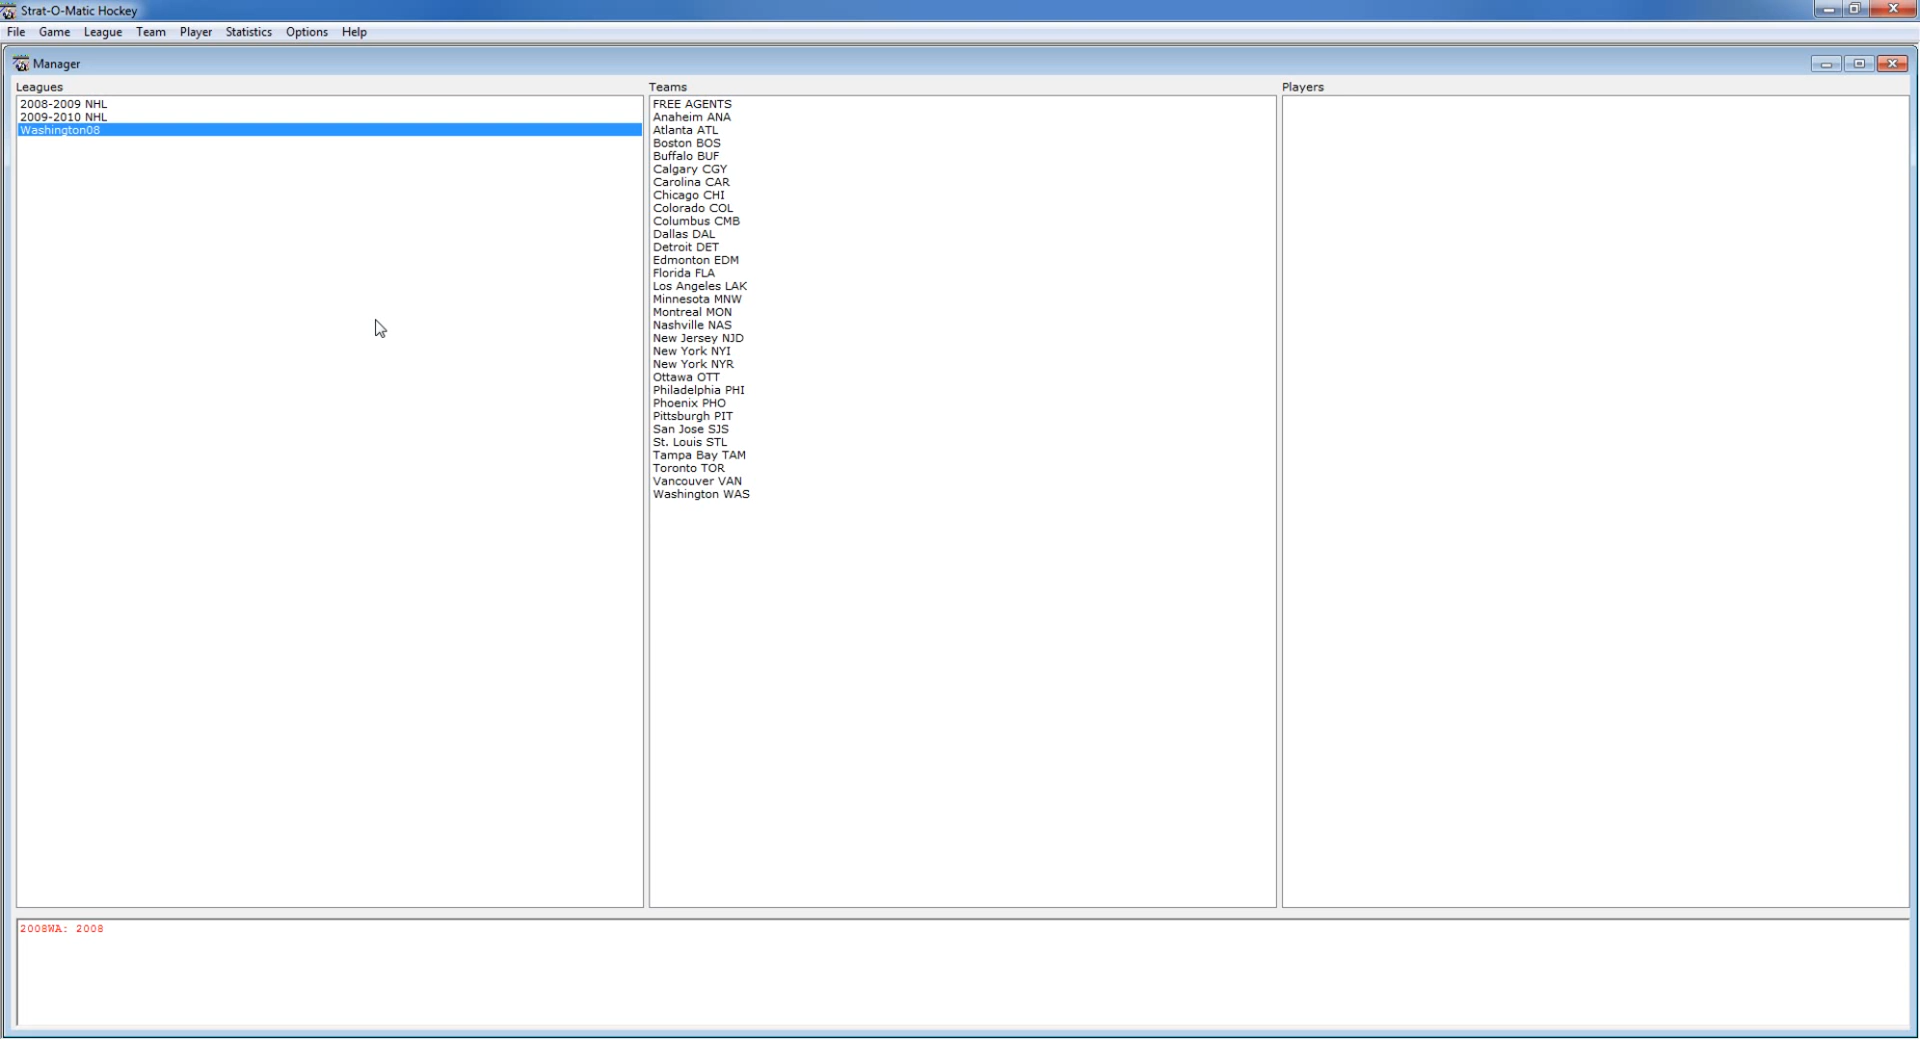 Strat-O-Matic Hockey
File Game League Team Player Statistics Options Help
Manager
Leagues
2008-2009 NHL
2009-2010 NHL
Washington08
Teams
FREE AGENTS
Anaheim ANA
Atlanta ATL
Boston BOS
Buffalo BUF
Calgary CGY
Carolina CAR
Chicago CHI
Colorado COL
Columbus CMB
Dallas DAL
Detroit DET
Edmonton EDM
Florida FLA
Los Angeles LAK
Minnesota MNW
Montreal MON
Nashville NAS
New Jersey NJD
New York NYI
New York NYR
Ottawa OTT
Philadelphia PHI
Phoenix PHO
Pittsburgh PIT
San Jose SJS
St. Louis STL
Tampa Bay TAM
Toronto TOR
Vancouver VAN
Washington WAS
Players
2008WA: 2008